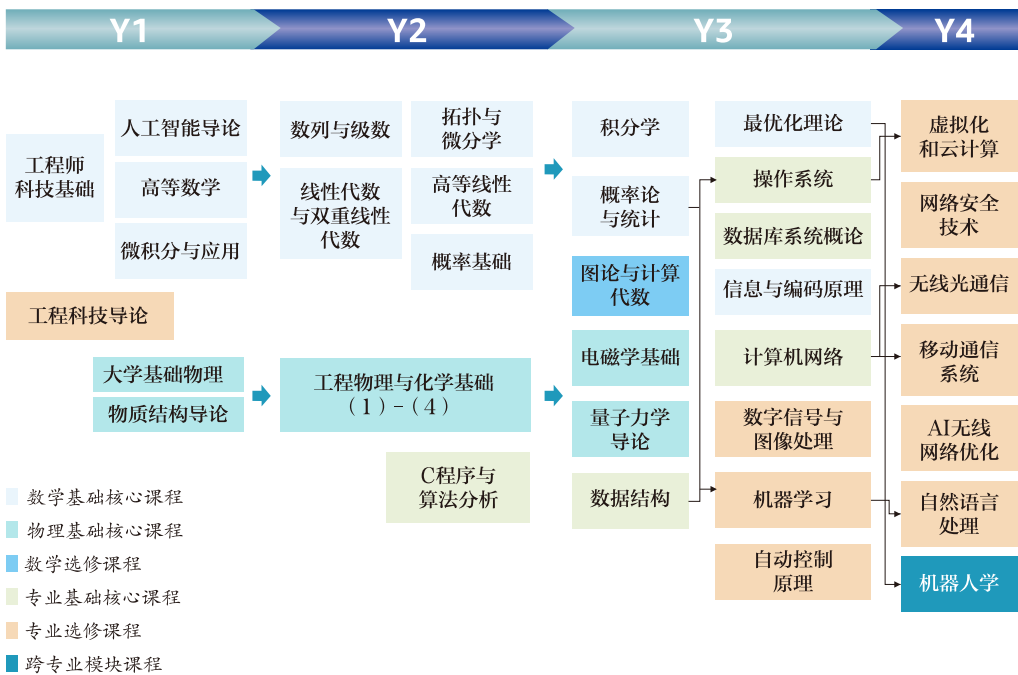 Y1
Y2
Y3
Y4
工程师
科技基础
人工智能导论
高等数学
微积分与应用
工程科技导论
大学基础物理
物质结构导论
数列与级数
线性代数
与双重线性
代数
拓扑与
微分学
高等线性
代数
概率基础
工程物理与化学基础
（1）-（4）
C程序与
算法分析
积分学
概率论
与统计
图论与计算
代数
电磁学基础
量子力学
导论
数据结构
最优化理论
操作系统
数据库系统概论
信息与编码原理
计算机网络
数字信号与
图像处理
机器学习
自动控制
原理
虚拟化
和云计算
网络安全
技术
无线光通信
移动通信
系统
AI无线
网络优化
自然语言
处理
机器人学
数学基础核心课程
物理基础核心课程
数学选修课程
专业基础核心课程
专业选修课程
跨专业模块课程